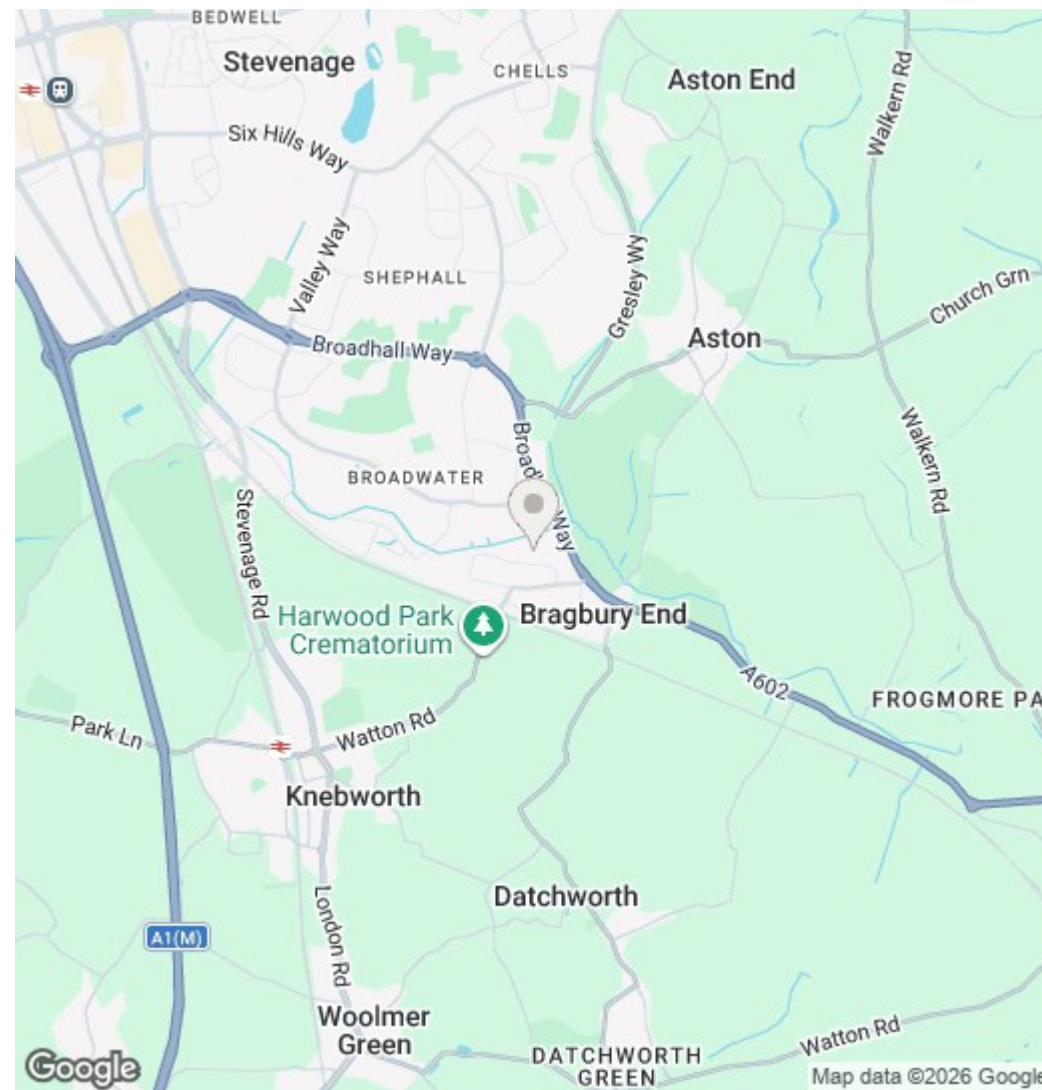 BEDWELL
Stevenage
CHELLS
Aston End
Walkern Rd
Six Hills Way
Valley Way
SHEPHALL
Gresley Wy
Church Grn
Aston
Broadhall Way
BROADWATER
Broad
Way
Walkern Rd
Stevenage Rd
Harwood Park
Crematorium
Bragbury End
A602
FROGMORE PA
Park Ln
Watton Rd
Knebworth
Datchworth
A1(M)
London Rd
Woolmer
Green
Watton Rd
DATCHWORTH
GREEN
Google
Map data ©2026 Google